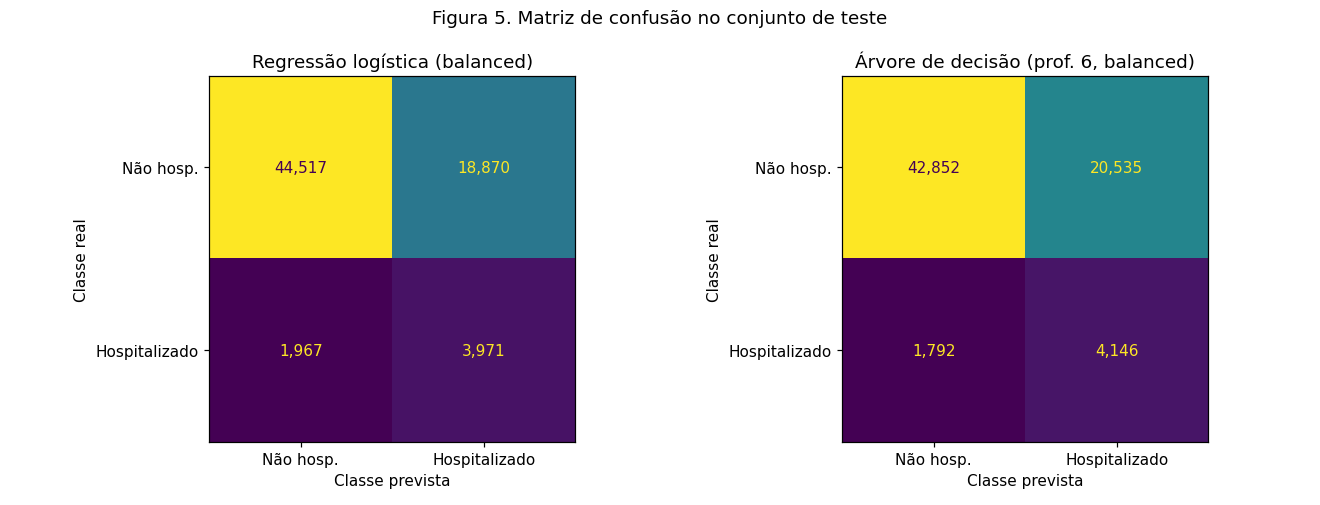 Figura 5. Matriz de confusão no conjunto de teste
Regressão logística (balanced)
Classe real
Não hosp.
44,517
18,870
Hospitalizado
1,967
3,971
Não hosp.
Hospitalizado
Classe prevista
Árvore de decisão (prof. 6, balanced)
Classe real
Não hosp.
42,852
20,535
Hospitalizado
1,792
4,146
Não hosp.
Hospitalizado
Classe prevista